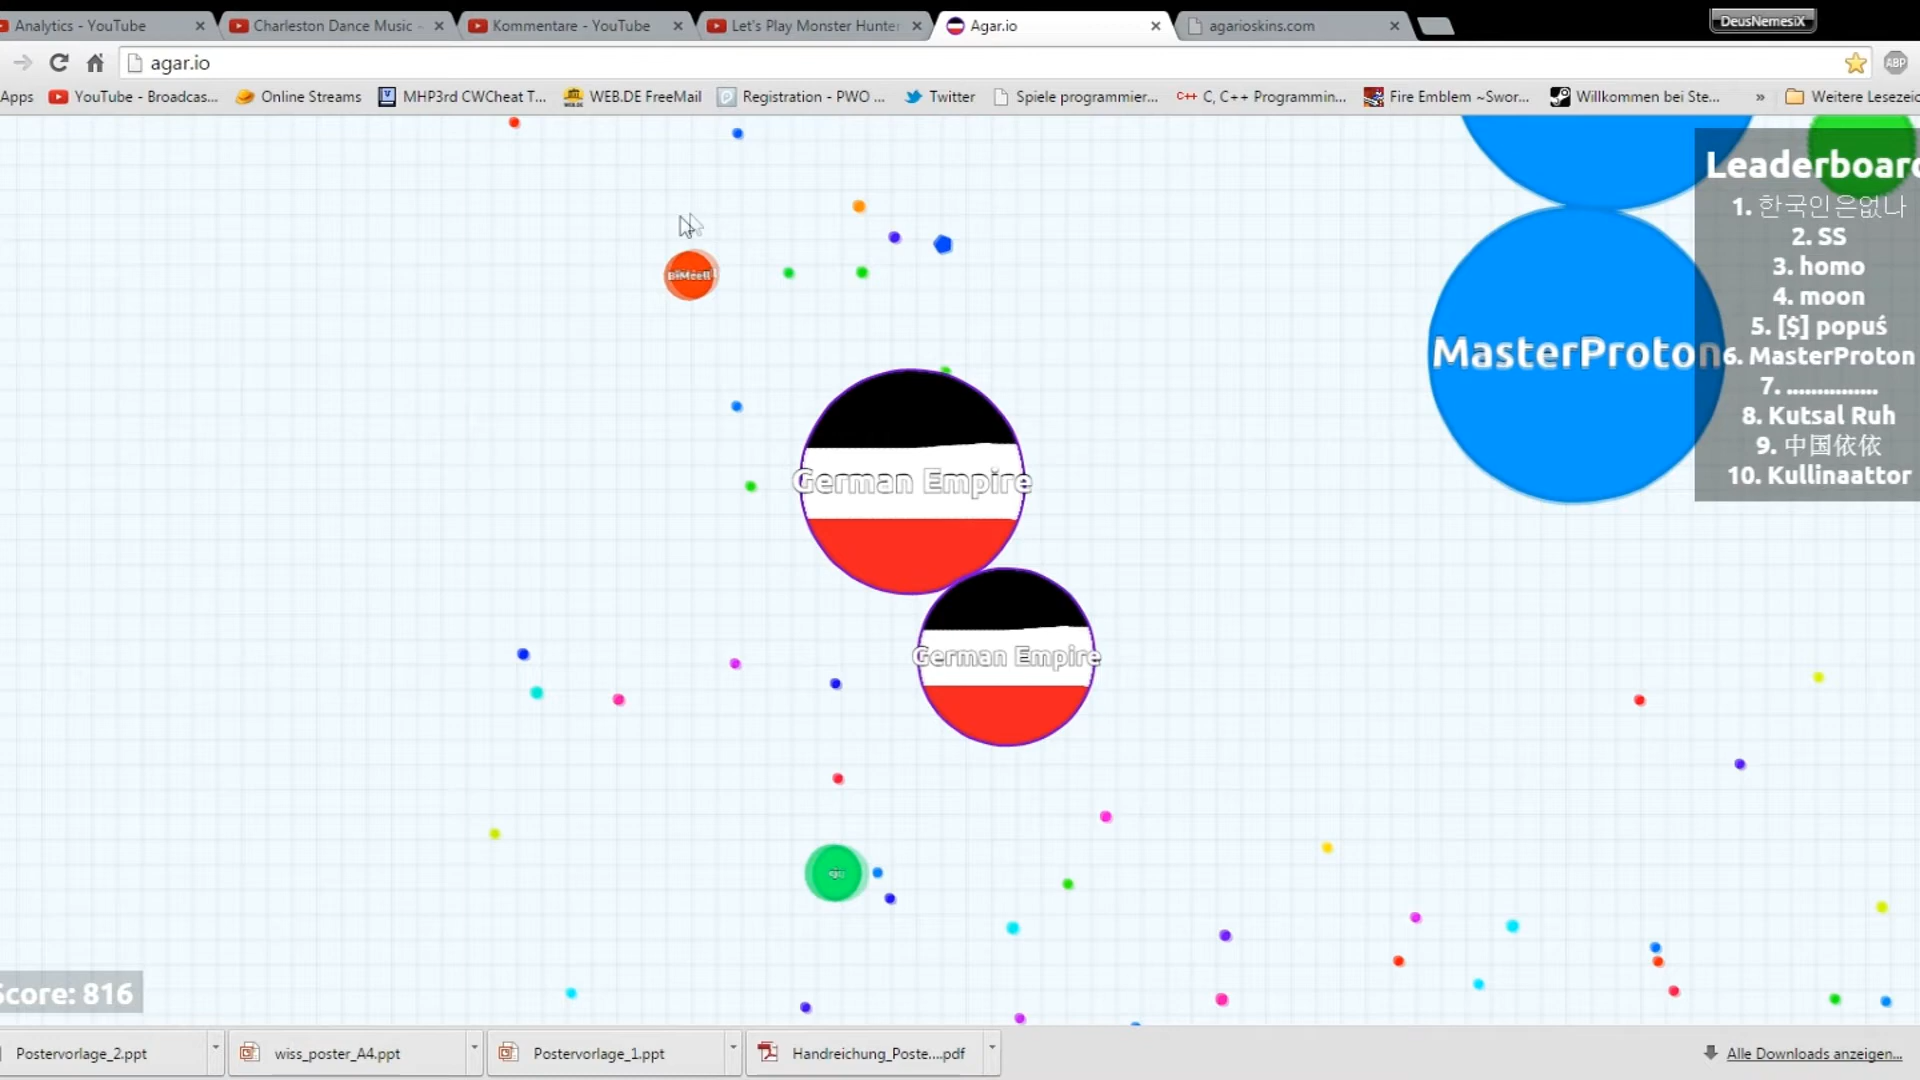 Analytics - YouTube
Charleston Dance Music -
Kommentare - YouTube
Let's Play Monster Hunter
Agar.io
agarioskins.com
DeusNemesiX
agar.io
ABP
Apps
YouTube - Broadcas...
Online Streams
MHP3rd CWCheat T...
WEB.DE FreeMail
Registration - PWO ...
Twitter
Spiele programmier...
C++ C, C++ Programmin...
Fire Emblem ~Swor...
Willkommen bei Ste...
»
Weitere Lesezeic
Leaderboard
1. 한국인은없나
2. SS
3. homo
4. moon
5. [$] popuś
6. MasterProton
7. ...............
8. Kutsal Ruh
9. 中国依依
10. Kullinaattor
MasterProton
German Empire
German Empire
Score: 816
Postervorlage_2.ppt
wiss_poster_A4.ppt
Postervorlage_1.ppt
Handreichung_Poste....pdf
Alle Downloads anzeigen...